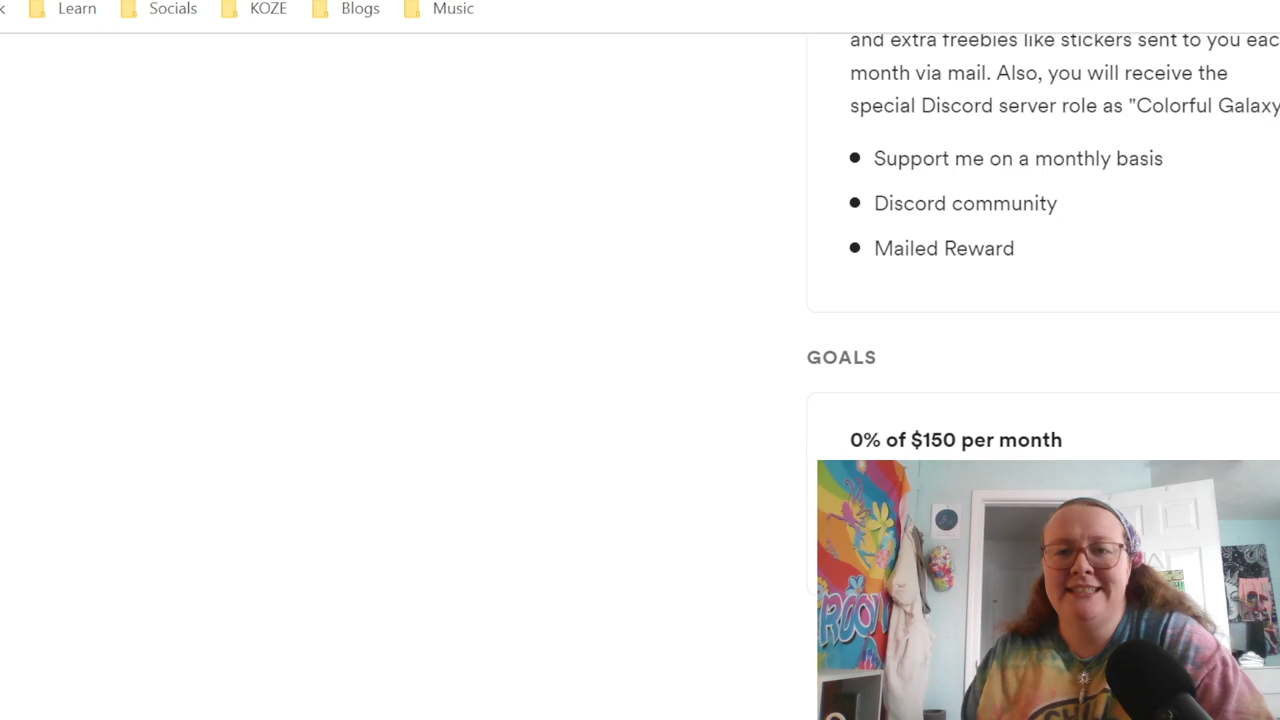 Learn
Socials
KOZE
Blogs
Music
and extra freebies like stickers sent to you eac
month via mail. Also, you will receive the
special Discord server role as "Colorful Galaxy
Support me on a monthly basis
Discord community
Mailed Reward
GOALS
0% of $150 per month
ROOM
CHILL